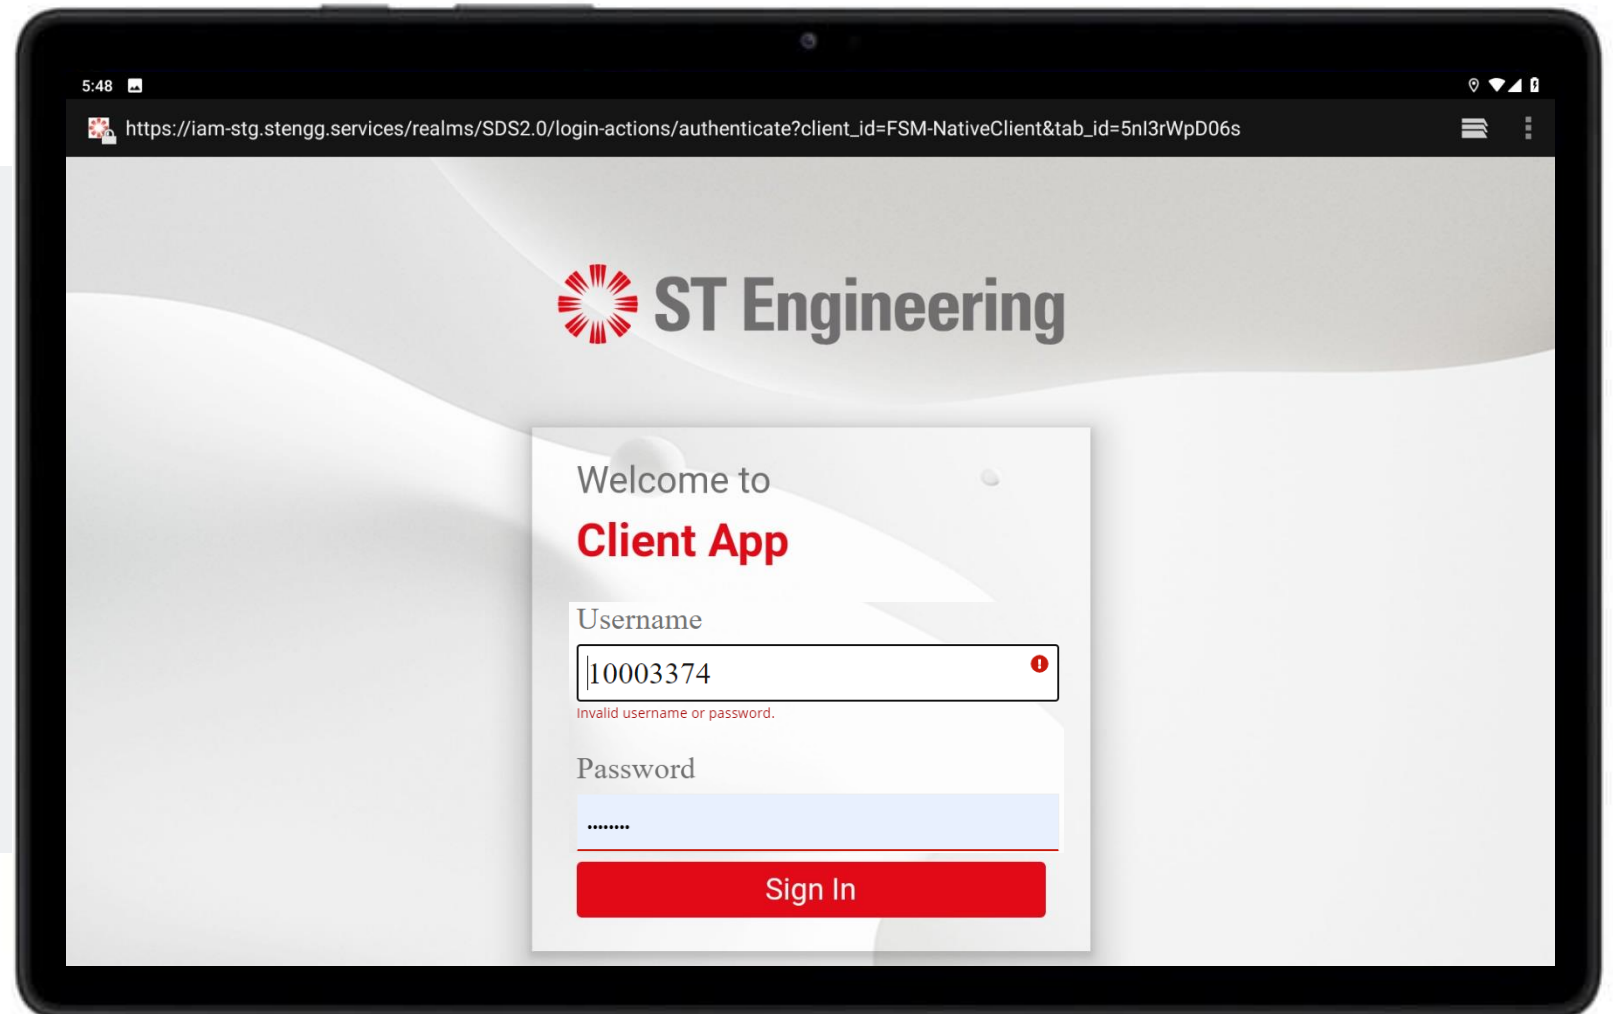 5:48
https://iam-stg.stengg.services/realms/SDS2.0/login-actions/authenticate?client_id=FSM-NativeClient&tab_id=5nI3rWpD06s
ST Engineering
Welcome to
Client App
Username
10003374
Invalid username or password.
Password
Sign In